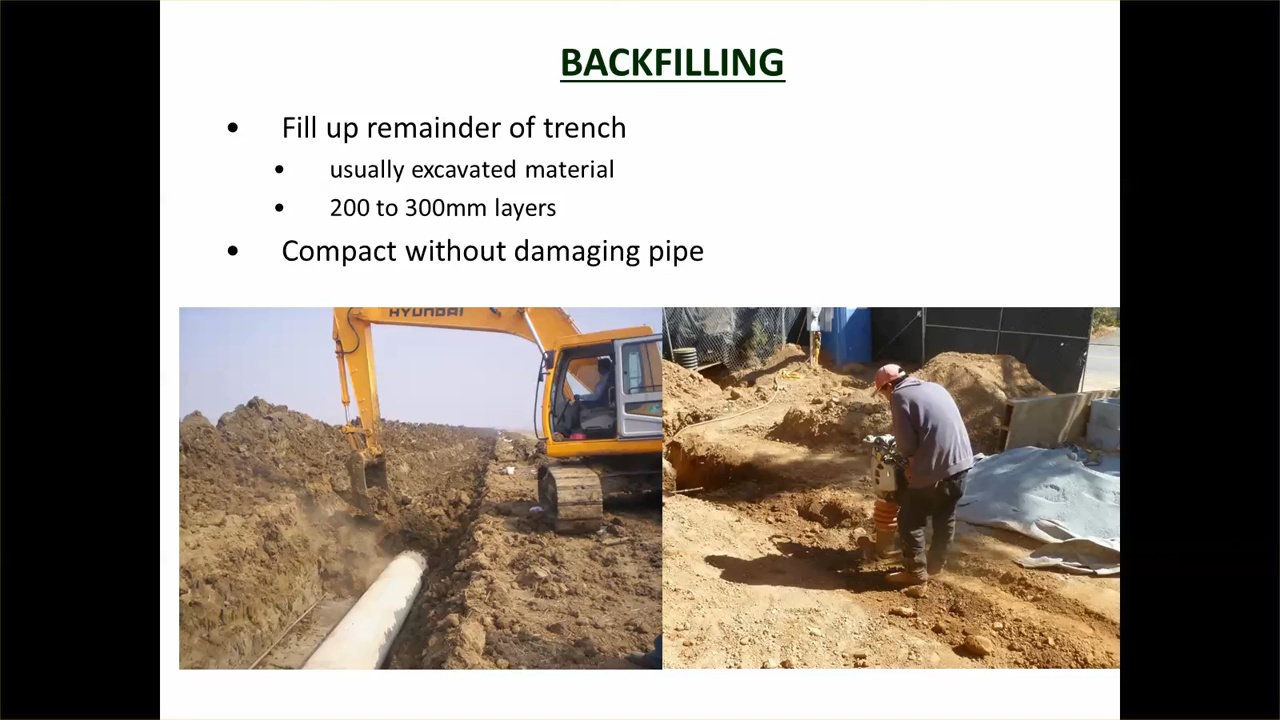 BACKFILLING
• Fill up remainder of trench
• usually excavated material
• 200 to 300mm layers
• Compact without damaging pipe
HYUNDAI